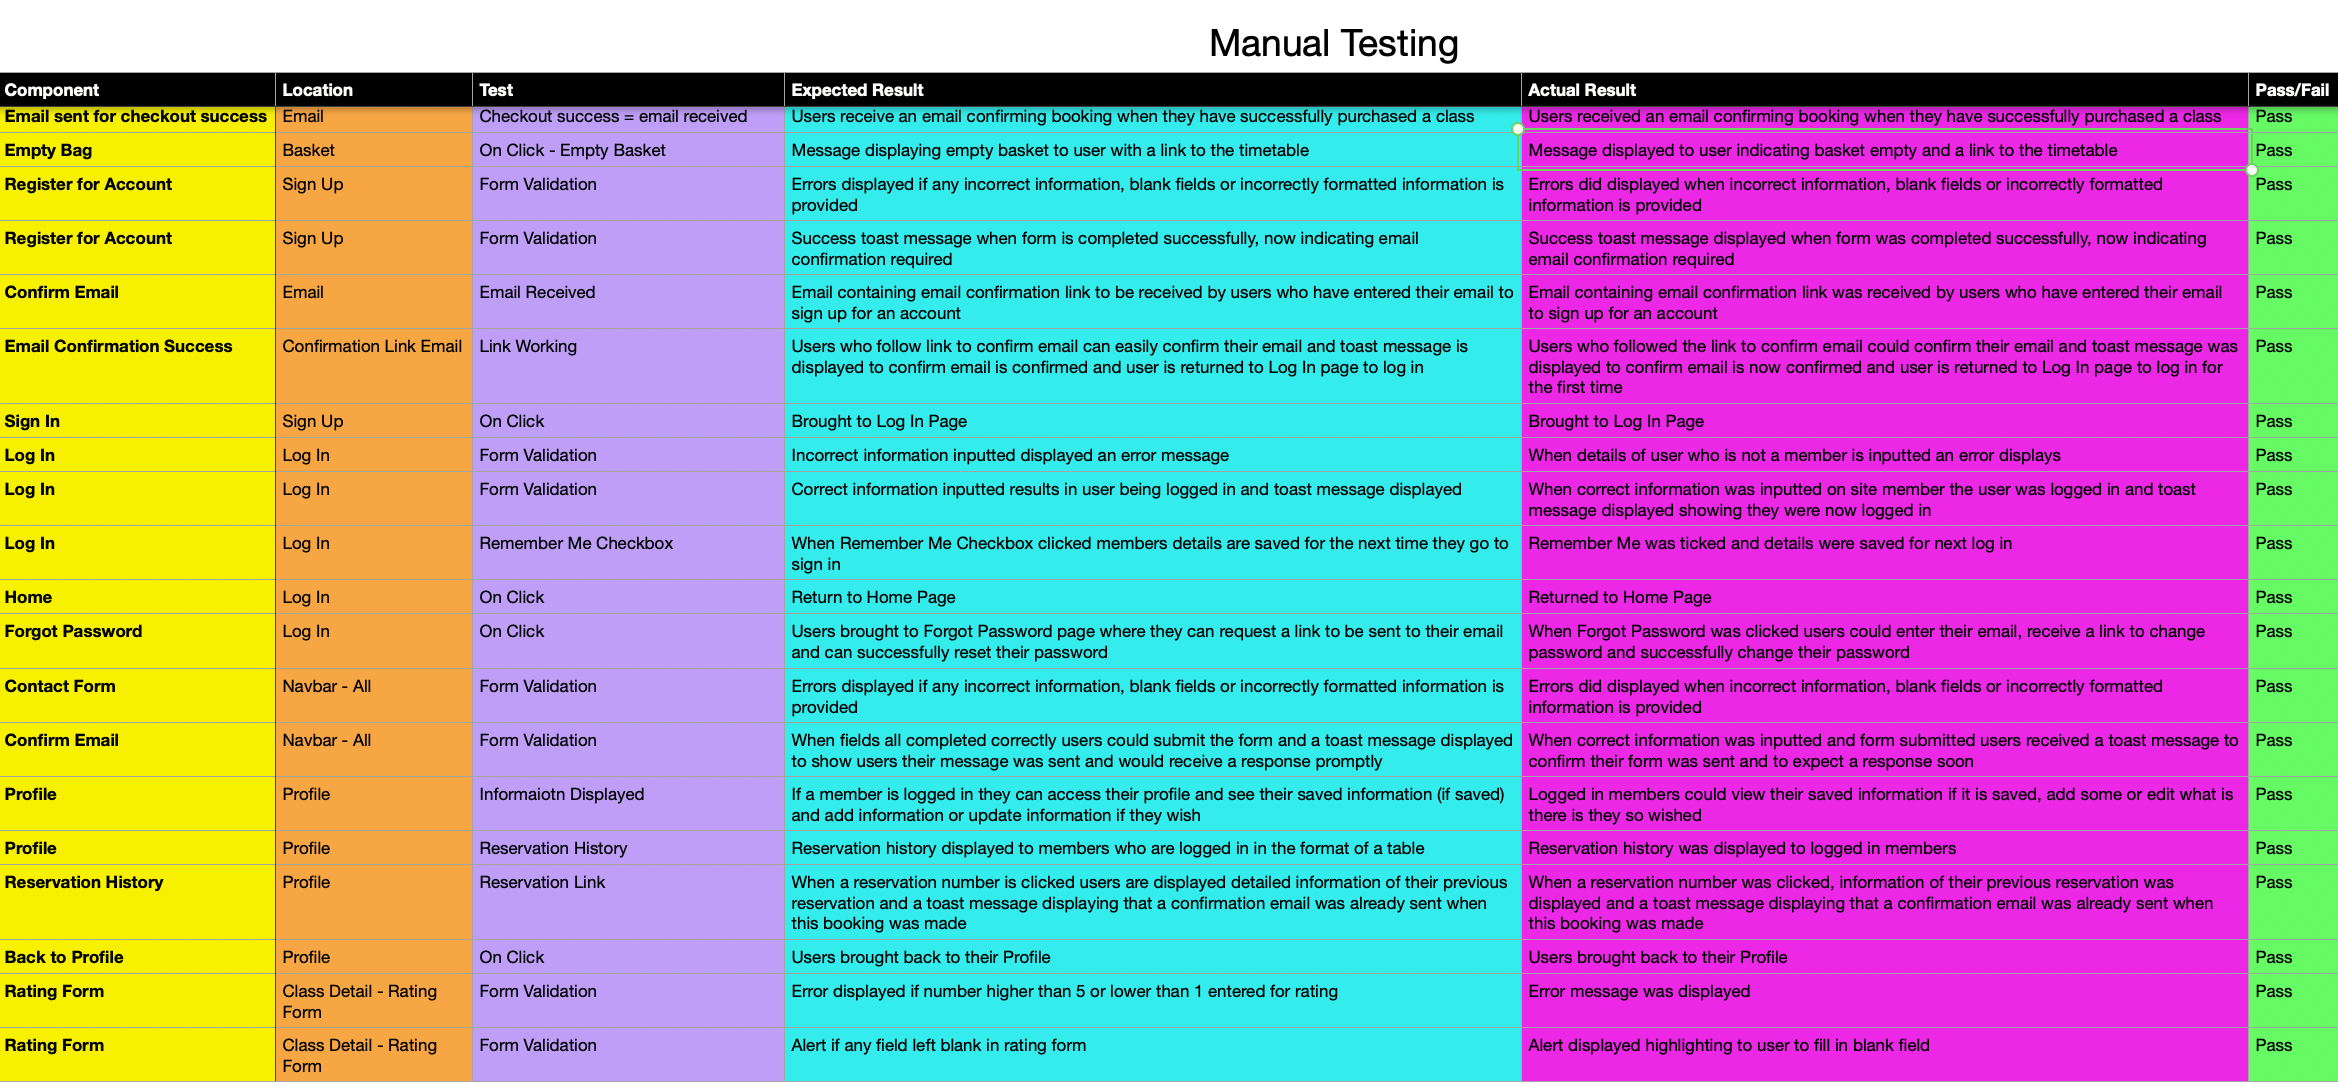 Manual Testing
Component Location Test Expected Result Actual Result Pass/Fail
Email sent for checkout success Email Checkout success = email received Users receive an email confirming booking when they have successfully purchased a class Users received an email confirming booking when they have successfully purchased a class Pass
Empty Bag Basket On Click - Empty Basket Message displaying empty basket to user with a link to the timetable Message displayed to user indicating basket empty and a link to the timetable Pass
Register for Account Sign Up Form Validation Errors displayed if any incorrect information, blank fields or incorrectly formatted information is Errors did displayed when incorrect information, blank fields or incorrectly formatted Pass
provided information is provided
Register for Account Sign Up Form Validation Success toast message when form is completed successfully, now indicating email Success toast message displayed when form was completed successfully, now indicating Pass
confirmation required email confirmation required
Confirm Email Email Email Received Email containing email confirmation link to be received by users who have entered their email to Email containing email confirmation link was received by users who have entered their email Pass
sign up for an account to sign up for an account
Email Confirmation Success Confirmation Link Email Link Working Users who follow link to confirm email can easily confirm their email and toast message is Users who followed the link to confirm email could confirm their email and toast message was Pass
displayed to confirm email is confirmed and user is returned to Log In page to log in displayed to confirm email is now confirmed and user is returned to Log In page to log in for
the first time
Sign In Sign Up On Click Brought to Log In Page Brought to Log In Page Pass
Log In Log In Form Validation Incorrect information inputted displayed an error message When details of user who is not a member is inputted an error displays Pass
Log In Log In Form Validation Correct information inputted results in user being logged in and toast message displayed When correct information was inputted on site member the user was logged in and toast Pass
message displayed showing they were now logged in
Log In Log In Remember Me Checkbox When Remember Me Checkbox clicked members details are saved for the next time they go to Remember Me was ticked and details were saved for next log in Pass
sign in
Home Log In On Click Return to Home Page Returned to Home Page Pass
Forgot Password Log In On Click Users brought to Forgot Password page where they can request a link to be sent to their email When Forgot Password was clicked users could enter their email, receive a link to change Pass
and can successfully reset their password password and successfully change their password
Contact Form Navbar - All Form Validation Errors displayed if any incorrect information, blank fields or incorrectly formatted information is Errors did displayed when incorrect information, blank fields or incorrectly formatted Pass
provided information is provided
Confirm Email Navbar - All Form Validation When fields all completed correctly users could submit the form and a toast message displayed When correct information was inputted and form submitted users received a toast message to Pass
to show users their message was sent and would receive a response promptly confirm their form was sent and to expect a response soon
Profile Profile Informaiotn Displayed If a member is logged in they can access their profile and see their saved information (if saved) Logged in members could view their saved information if it is saved, add some or edit what is Pass
and add information or update information if they wish there is they so wished
Profile Profile Reservation History Reservation history displayed to members who are logged in in the format of a table Reservation history was displayed to logged in members Pass
Reservation History Profile Reservation Link When a reservation number is clicked users are displayed detailed information of their previous When a reservation number was clicked, information of their previous reservation was Pass
reservation and a toast message displaying that a confirmation email was already sent when displayed and a toast message displaying that a confirmation email was already sent when
this booking was made this booking was made
Back to Profile Profile On Click Users brought back to their Profile Users brought back to their Profile Pass
Rating Form Class Detail - Rating Form Validation Error displayed if number higher than 5 or lower than 1 entered for rating Error message was displayed Pass
Form
Rating Form Class Detail - Rating Form Validation Alert if any field left blank in rating form Alert displayed highlighting to user to fill in blank field Pass
Form